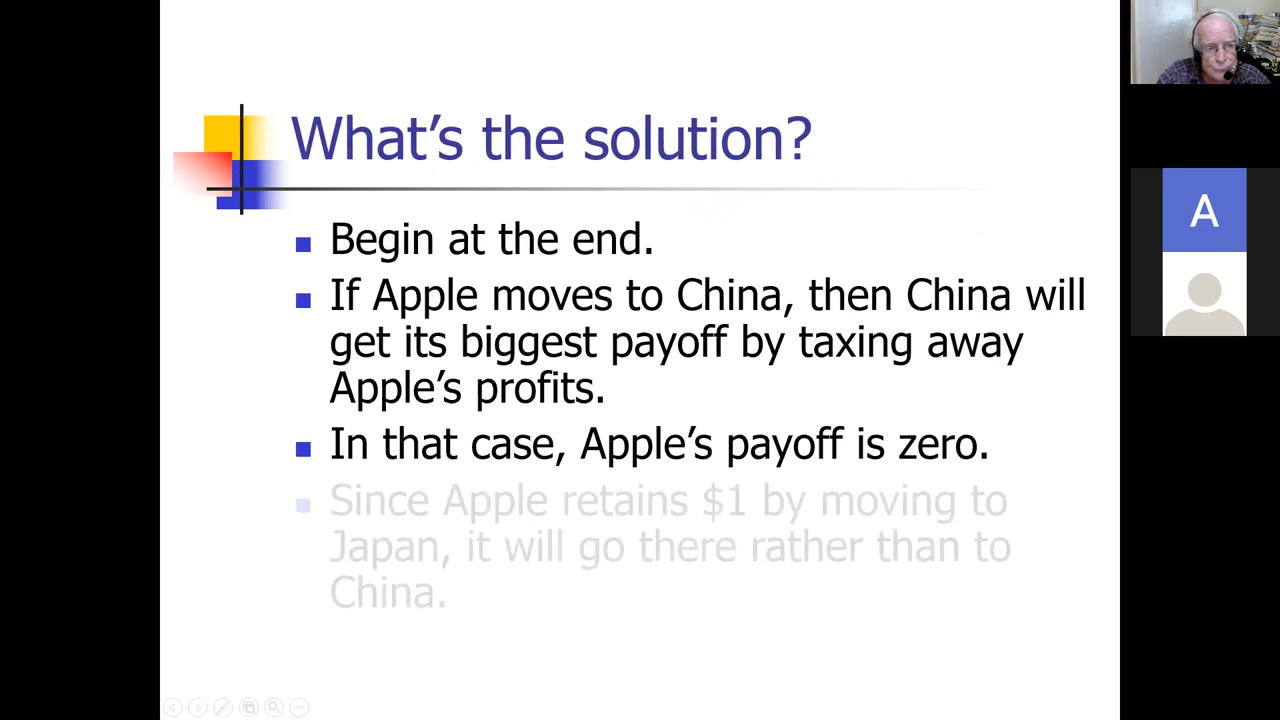 What’s the solution?
Begin at the end.
If Apple moves to China, then China will
get its biggest payoff by taxing away
Apple’s profits.
In that case, Apple’s payoff is zero.
Since Apple retains $1 by moving to
Japan, it will go there rather than to
China.
A